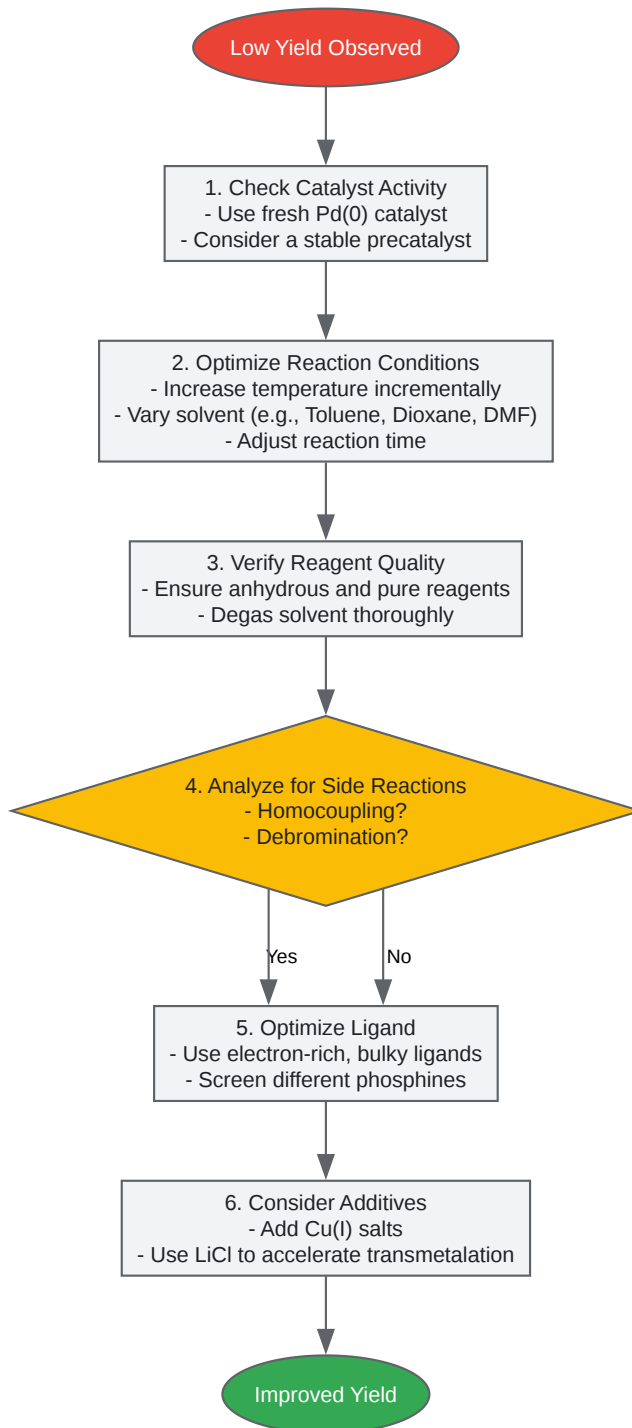 Low Yield Observed
1. Check Catalyst Activity
- Use fresh Pd(0) catalyst
- Consider a stable precatalyst
2. Optimize Reaction Conditions
- Increase temperature incrementally
- Vary solvent (e.g., Toluene, Dioxane, DMF)
- Adjust reaction time
3. Verify Reagent Quality
- Ensure anhydrous and pure reagents
- Degas solvent thoroughly
4. Analyze for Side Reactions
- Homocoupling?
- Debromination?
Yes
No
5. Optimize Ligand
- Use electron-rich, bulky ligands
- Screen different phosphines
6. Consider Additives
- Add Cu(I) salts
- Use LiCl to accelerate transmetalation
Improved Yield